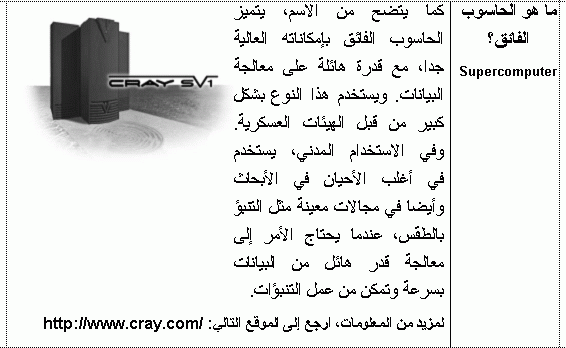 ما هو الحاسوب
الفائق؟
Supercomputer
كما يتضح من الاسم، يتميز
الحاسوب الفائق بإمكاناته العالية
جدا، مع قدرة هائلة على معالجة
البيانات. ويستخدم هذا النوع بشكل
كبير من قبل الهيئات العسكرية.
وفي الاستخدام المدني، يستخدم
في أغلب الأحيان في الأبحاث
وأيضا في مجالات معينة مثل التنبؤ
بالطقس، عندما يحتاج الأمر إلى
معالجة قدر هائل من البيانات
بسرعة وتمكن من عمل التنبؤات.
CRAY SV1
لمزيد من المعلومات، ارجع إلى الموقع التالي: http://www.cray.com/